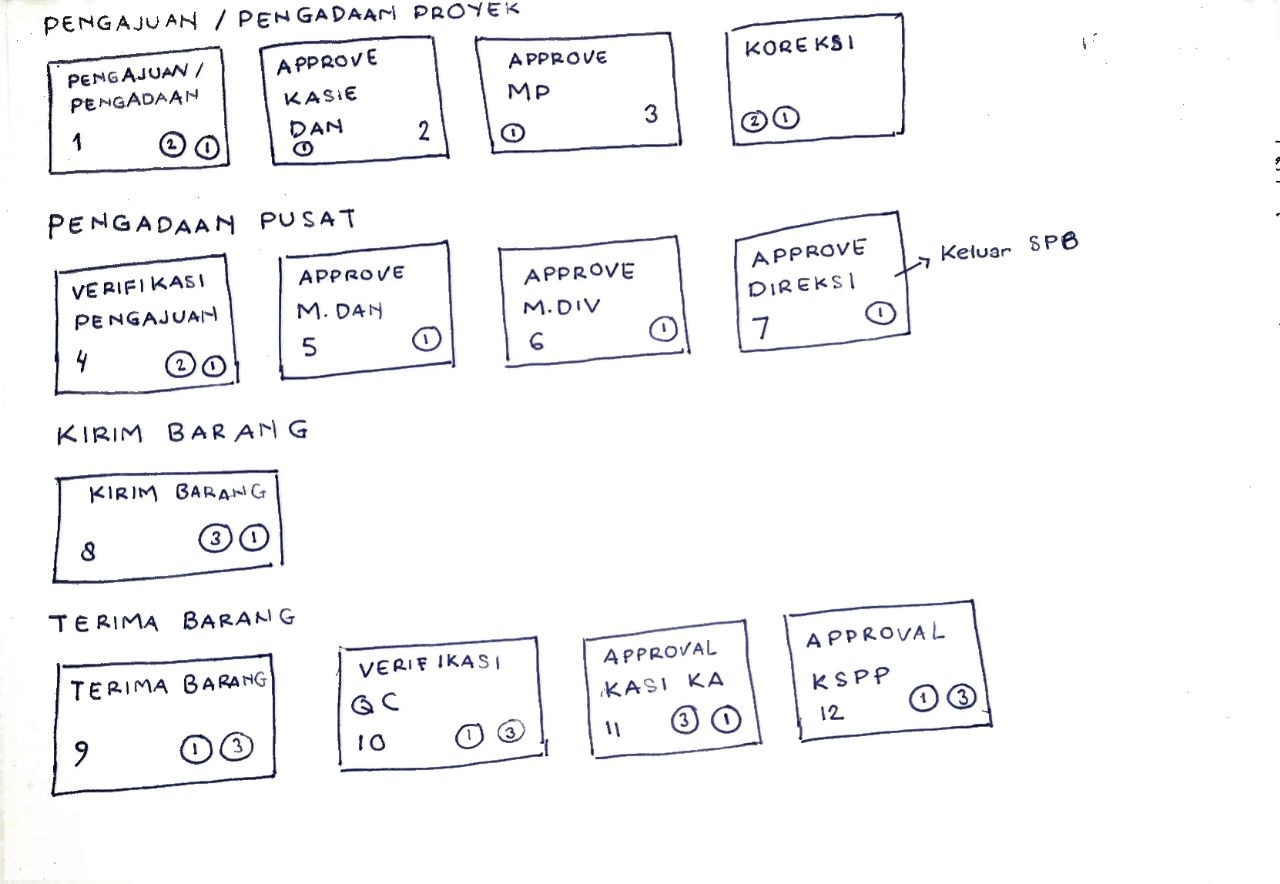 PENGAJUAN / PENGADAAN PROYEK
PENGAJUAN /
PENGADAAN
1 2 1
APPROVE
KASIE
DAN 2
1
APPROVE
MP
1 3
KOREKSI
2 1
PENGADAAN PUSAT
VERIFIKASI
PENGAJUAN
4 2 1
APPROVE
M. DAN
5 1
APPROVE
M. DIV
6 1
APPROVE
DIREKSI
7 1
Keluar SPB
KIRIM BARANG
KIRIM BARANG
8 3 1
TERIMA BARANG
TERIMA BARANG
9 1 3
VERIFIKASI
QC
10 1 3
APPROVAL
KASI KA
11 3 1
APPROVAL
KSPP
12 1 3